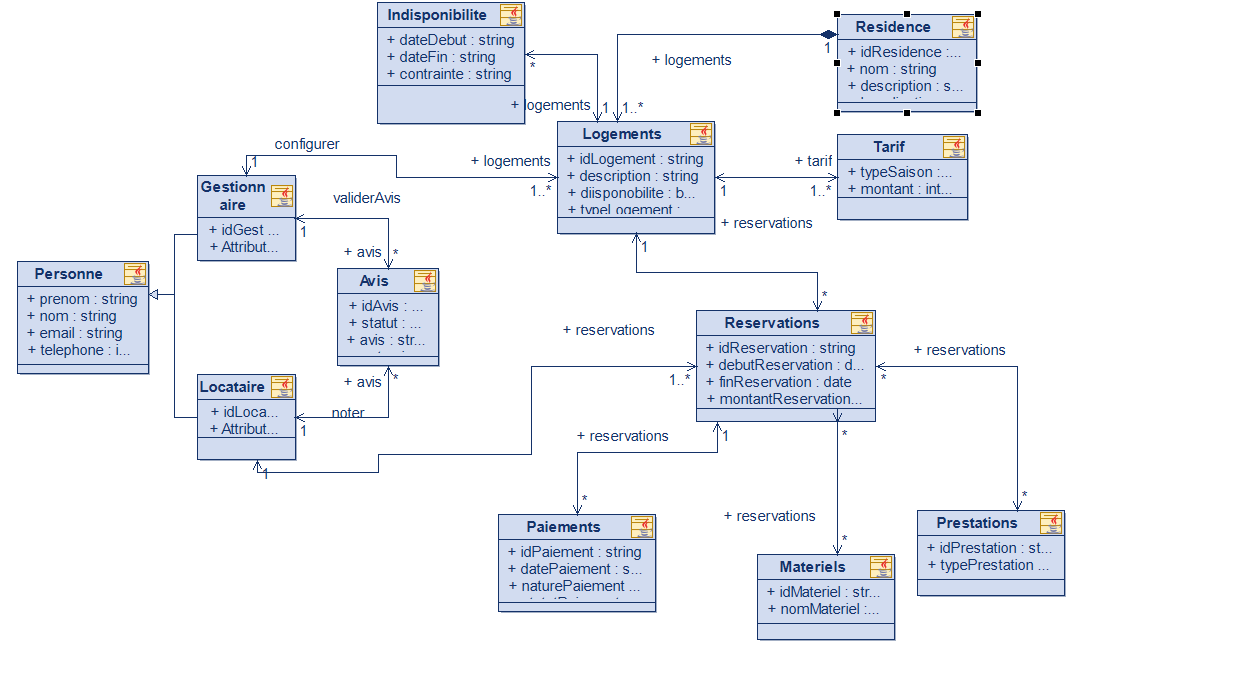 Indisponibilite
+ dateDebut : string
+ dateFin : string
+ contrainte : string
*
+ logements
1
Residence
+ idResidence :...
+ nom : string
+ description : s...
1
+ logements
1..*
Logements
+ idLogement : string
+ description : string
+ diisponobilite : b...
+ typeLogement :
Tarif
+ typeSaison :...
+ montant : int...
+ tarif
1
1..*
configurer
1
+ logements
1..*
Gestionn
aire
+ idGest ...
+ Attribut...
validerAvis
1
+ avis
*
+ reservations
1
*
Personne
+ prenom : string
+ nom : string
+ email : string
+ telephone : i...
Avis
+ idAvis : ...
+ statut : ...
+ avis : str...
Reservations
+ idReservation : string
+ debutReservation : d...
+ finReservation : date
+ montantReservation...
+ reservations
1..*
+ reservations
*
Locataire
+ idLoca...
+ Attribut...
+ avis
*
noter
1
1
+ reservations
1
*
*
+ reservations
*
*
Paiements
+ idPaiement : string
+ datePaiement : s...
+ naturePaiement ...
Materiels
+ idMateriel : str...
+ nomMateriel :...
Prestations
+ idPrestation : st...
+ typePrestation ...